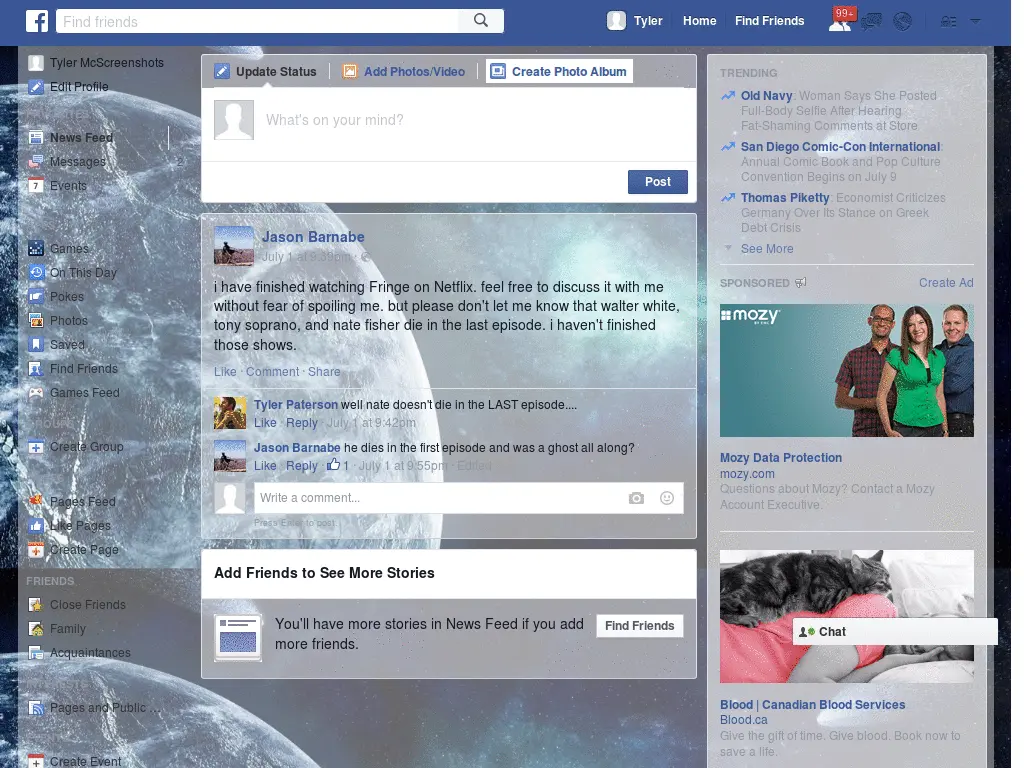 Find friends
Tyler
Home
Find Friends
99+
Tyler McScreenshots
Edit Profile
News Feed
Messages 2
7 Events
Games
On This Day
Pokes
Photos
Saved
Find Friends
Games Feed
Create Group
Pages Feed
Like Pages
Create Page
FRIENDS
Close Friends
Family
Acquaintances
Pages and Public ...
Create Event
Update Status
Add Photos/Video
Create Photo Album
What's on your mind?
Post
Jason Barnabe
July 1 at 9:39pm ·
i have finished watching Fringe on Netflix. feel free to discuss it with me
without fear of spoiling me. but please don't let me know that walter white,
tony soprano, and nate fisher die in the last episode. i haven't finished
those shows.
Like · Comment · Share
Tyler Paterson well nate doesn't die in the LAST episode....
Like · Reply · July 1 at 9:42pm
Jason Barnabe he dies in the first episode and was a ghost all along?
Like · Reply · 1 · July 1 at 9:55pm · Edited
Write a comment...
Press Enter to post.
Add Friends to See More Stories
You'll have more stories in News Feed if you add
more friends.
Find Friends
TRENDING
Old Navy: Woman Says She Posted
Full-Body Selfie After Hearing
Fat-Shaming Comments at Store
San Diego Comic-Con International:
Annual Comic Book and Pop Culture
Convention Begins on July 9
Thomas Piketty: Economist Criticizes
Germany Over Its Stance on Greek
Debt Crisis
See More
SPONSORED
Create Ad
mozy
BY EMC
Mozy Data Protection
mozy.com
Questions about Mozy? Contact a Mozy
Account Executive.
Chat
Blood | Canadian Blood Services
Blood.ca
Give the gift of time. Give blood. Book now to
save a life.